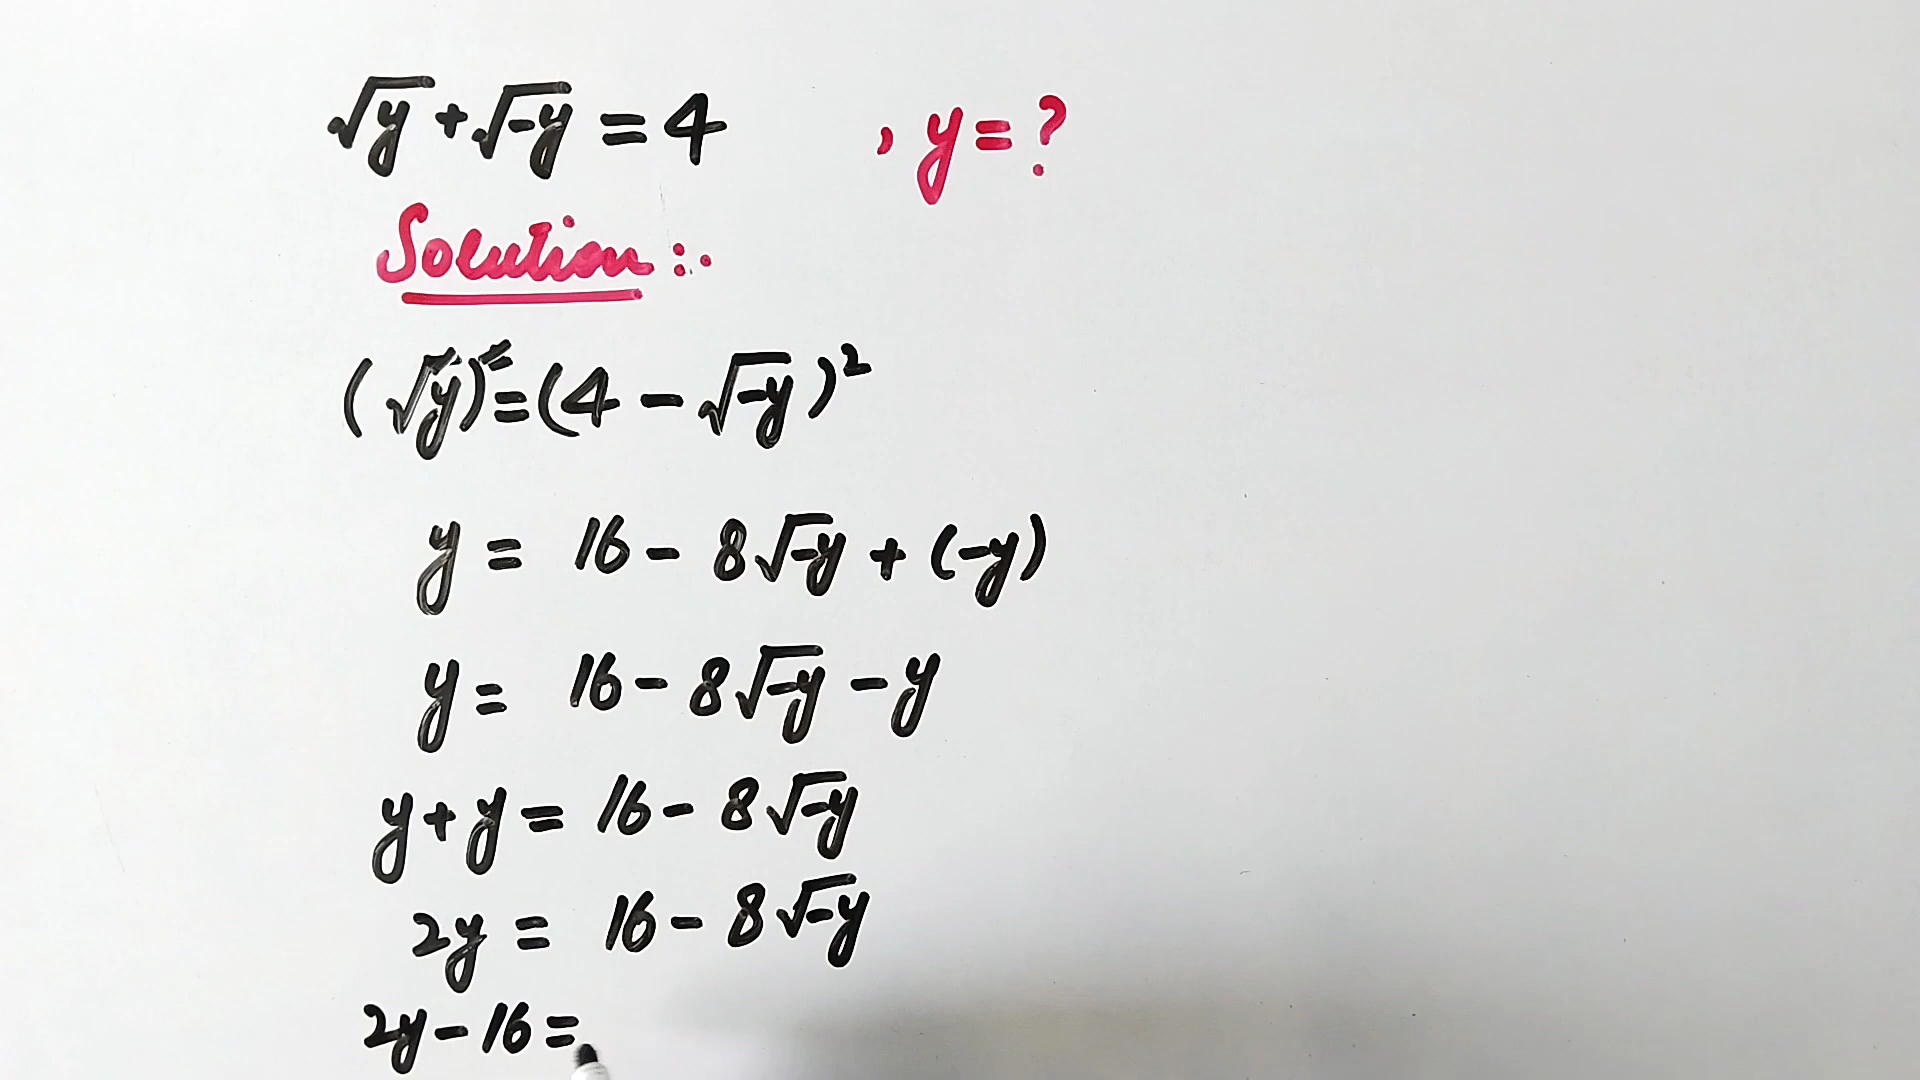 √y + √-y = 4 , y = ?
Solution :.
(√y)² = (4 - √-y)²
y = 16 - 8√-y + (-y)
y = 16 - 8√-y - y
y + y = 16 - 8√-y
2y = 16 - 8√-y
2y - 16 =